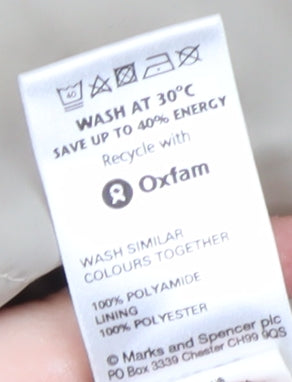 40
WASH AT 30°C
SAVE UP TO 40% ENERGY
Recycle with
Oxfam
WASH SIMILAR
COLOURS TOGETHER
100% POLYAMIDE
LINING
100% POLYESTER
© Marks and Spencer plc
PO Box 3339 Chester CH99 9QS